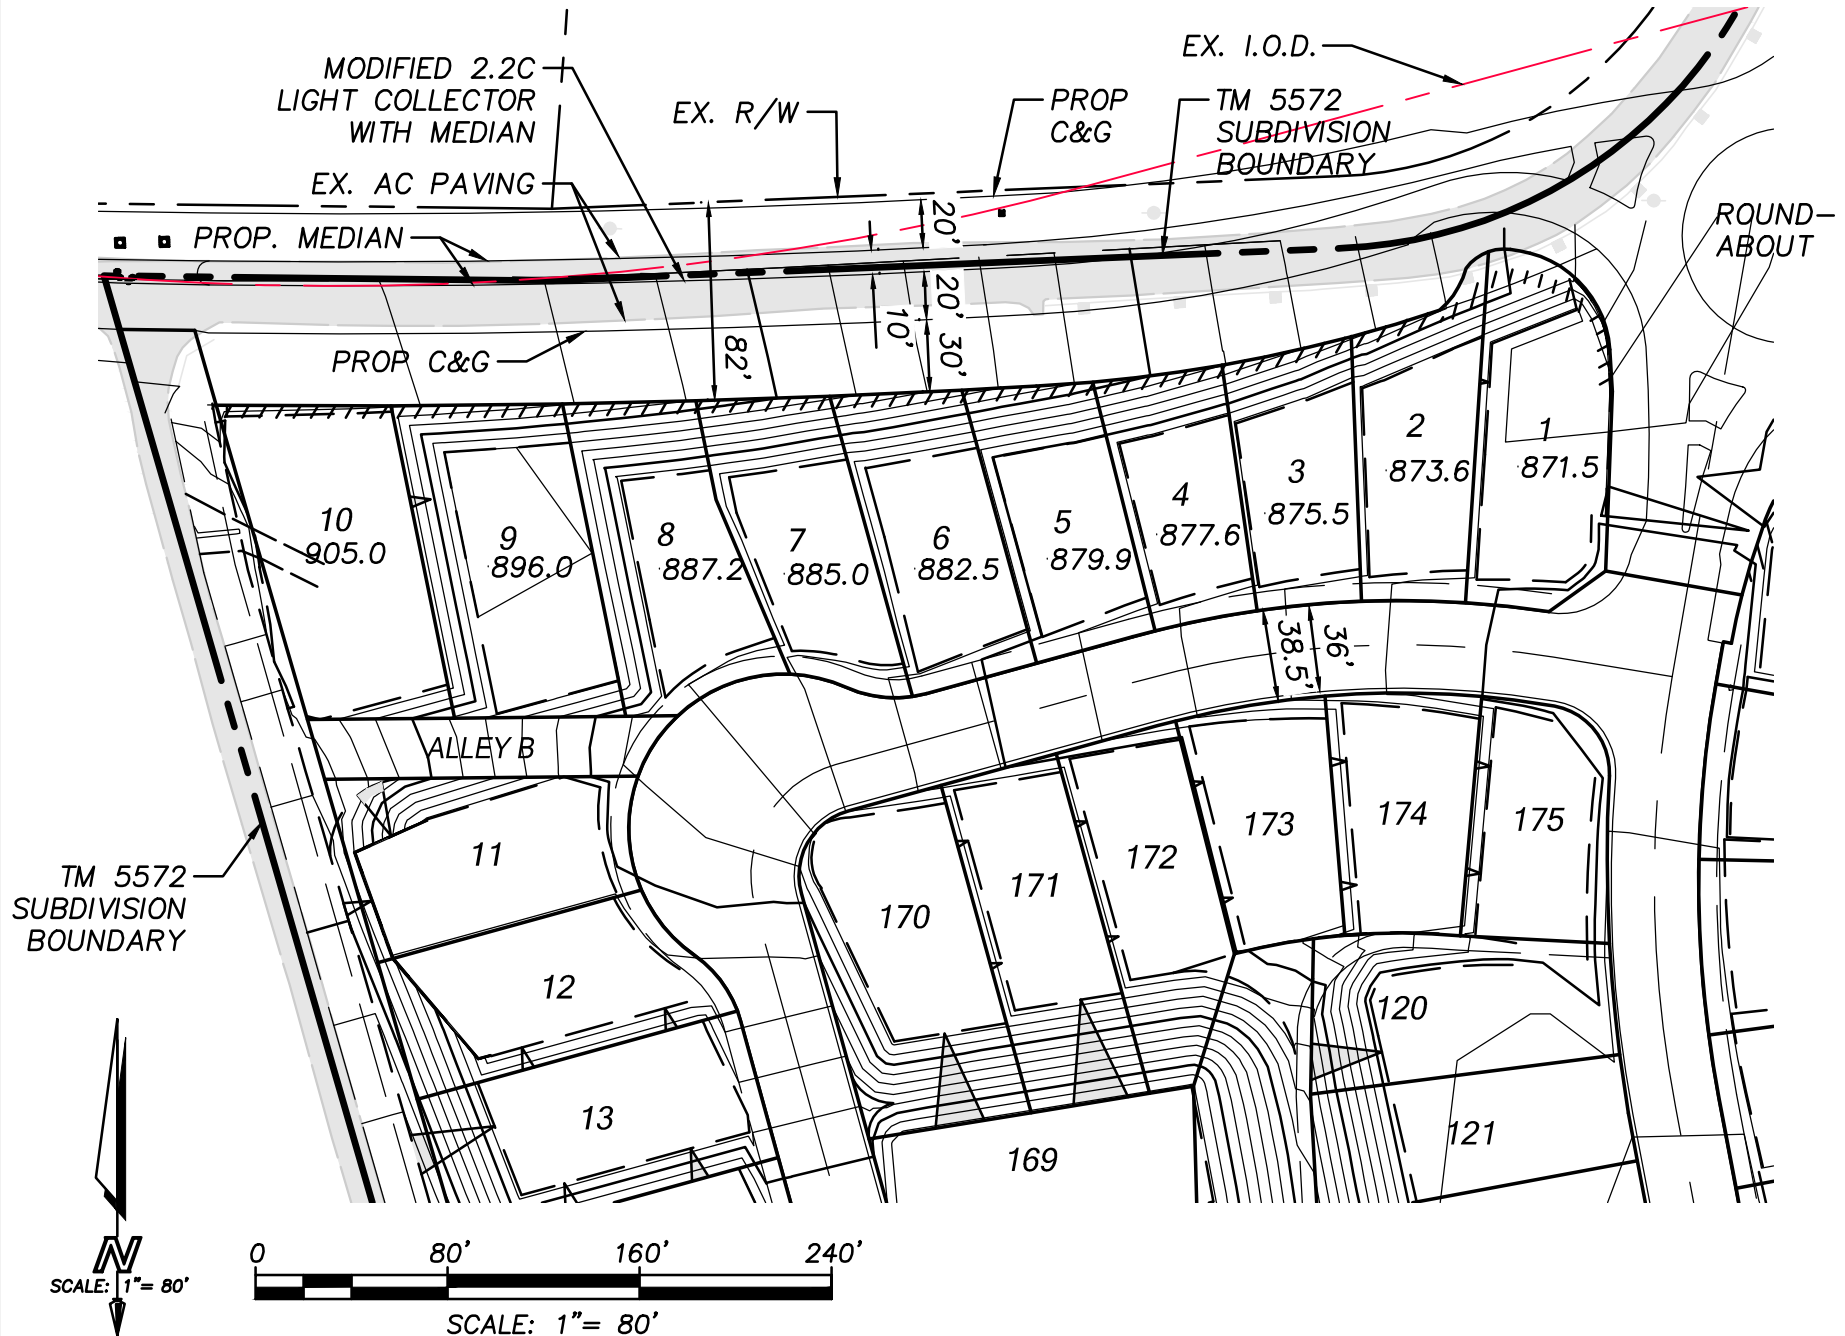 MODIFIED 2.2C
LIGHT COLLECTOR
WITH MEDIAN
EX. R/W
PROP
C&G
EX. I.O.D.
TM 5572
SUBDIVISION
BOUNDARY
EX. AC PAVING
PROP. MEDIAN
ROUND-
ABOUT
20'
20'
10'
30'
82'
PROP C&G
10
905.0
9
896.0
8
887.2
7
885.0
6
882.5
5
879.9
4
877.6
3
875.5
2
873.6
1
871.5
38.5'
36'
ALLEY B
11
12
13
170
171
172
173
174
175
120
121
169
TM 5572
SUBDIVISION
BOUNDARY
N
SCALE: 1"= 80'
0 80' 160' 240'
SCALE: 1"= 80'